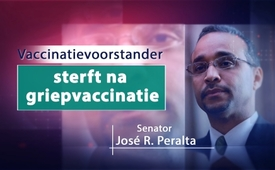 Vaccinatievoorstander
sterft na
griepvaccinatie
Senator
José R. Peralta